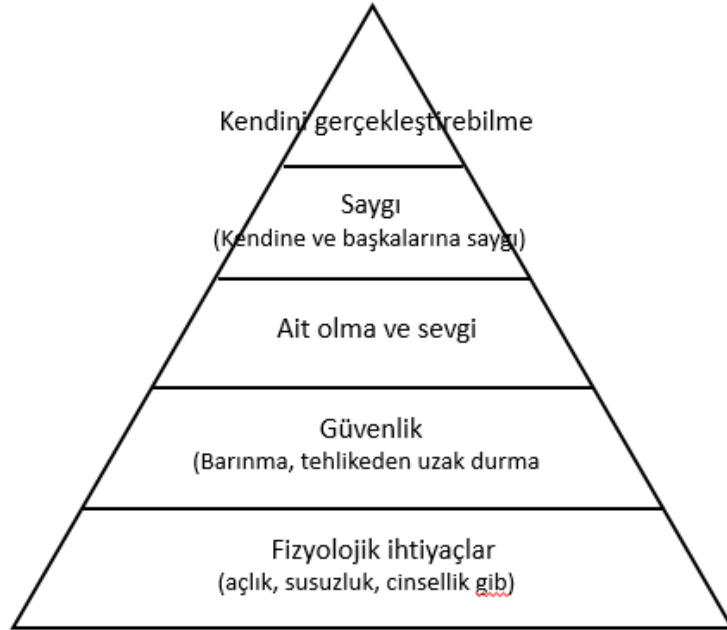 Kendini gerçekleştirebilme
Saygı
(Kendine ve başkalarına saygı)
Ait olma ve sevgi
Güvenlik
(Barınma, tehlikeden uzak durma
Fizyolojik ihtiyaçlar
(açlık, susuzluk, cinsellik gib)